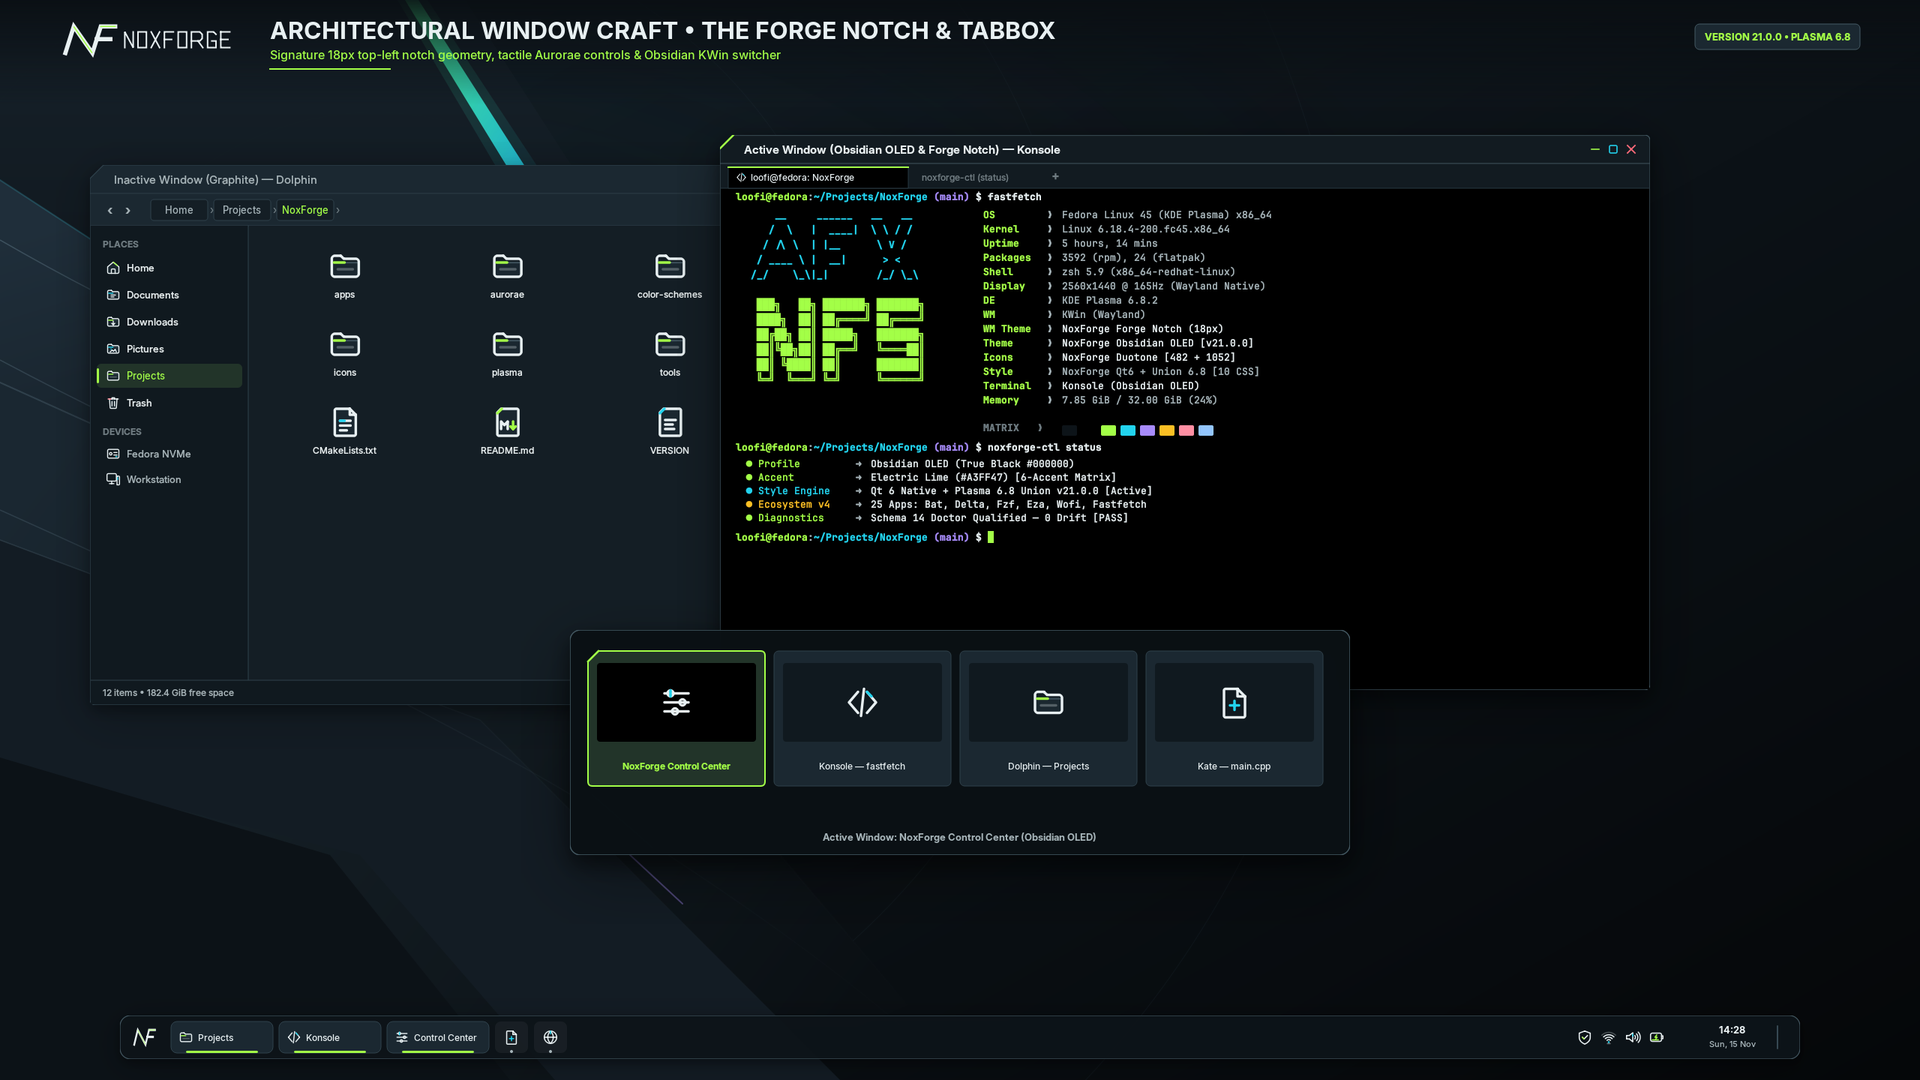 NF NOXFORGE
ARCHITECTURAL WINDOW CRAFT • THE FORGE NOTCH & TABBOX
Signature 18px top-left notch geometry, tactile Aurorae controls & Obsidian KWin switcher
VERSION 21.0.0 • PLASMA 6.8
Inactive Window (Graphite) — Dolphin
‹ › Home › Projects › NoxForge ›
PLACES
Home
Documents
Downloads
Pictures
Projects
Trash
DEVICES
Fedora NVMe
Workstation
apps
aurorae
color-schemes
icons
plasma
tools
CMakeLists.txt
README.md
VERSION
12 items • 182.4 GiB free space
Active Window (Obsidian OLED & Forge Notch) — Konsole
loofi@fedora: NoxForge
noxforge-ctl (status)
+
loofi@fedora:~/Projects/NoxForge (main) $ fastfetch
AFX
NFS
OS ❯ Fedora Linux 45 (KDE Plasma) x86_64
Kernel ❯ Linux 6.18.4-200.fc45.x86_64
Uptime ❯ 5 hours, 14 mins
Packages ❯ 3592 (rpm), 24 (flatpak)
Shell ❯ zsh 5.9 (x86_64-redhat-linux)
Display ❯ 2560x1440 @ 165Hz (Wayland Native)
DE ❯ KDE Plasma 6.8.2
WM ❯ KWin (Wayland)
WM Theme ❯ NoxForge Forge Notch (18px)
Theme ❯ NoxForge Obsidian OLED [v21.0.0]
Icons ❯ NoxForge Duotone [482 + 1052]
Style ❯ NoxForge Qt6 + Union 6.8 [10 CSS]
Terminal ❯ Konsole (Obsidian OLED)
Memory ❯ 7.85 GiB / 32.00 GiB (24%)
MATRIX ❯
loofi@fedora:~/Projects/NoxForge (main) $ noxforge-ctl status
● Profile → Obsidian OLED (True Black #000000)
● Accent → Electric Lime (#A3FF47) [6-Accent Matrix]
● Style Engine → Qt 6 Native + Plasma 6.8 Union v21.0.0 [Active]
● Ecosystem v4 → 25 Apps: Bat, Delta, Fzf, Eza, Wofi, Fastfetch
● Diagnostics → Schema 14 Doctor Qualified — 0 Drift [PASS]
loofi@fedora:~/Projects/NoxForge (main) $
NoxForge Control Center
Konsole — fastfetch
Dolphin — Projects
Kate — main.cpp
Active Window: NoxForge Control Center (Obsidian OLED)
NF
Projects
Konsole
Control Center
14:28
Sun, 15 Nov